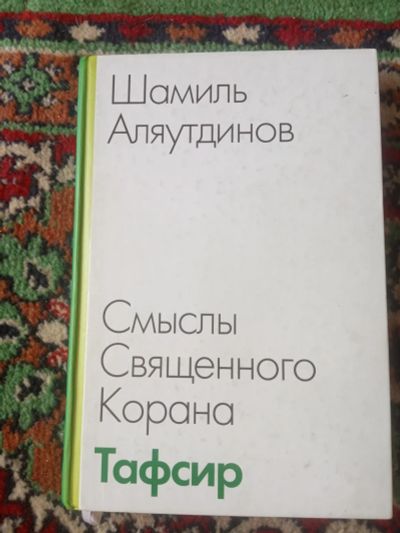 Шамиль
Аляутдинов
Смыслы
Священного
Корана
Тафсир